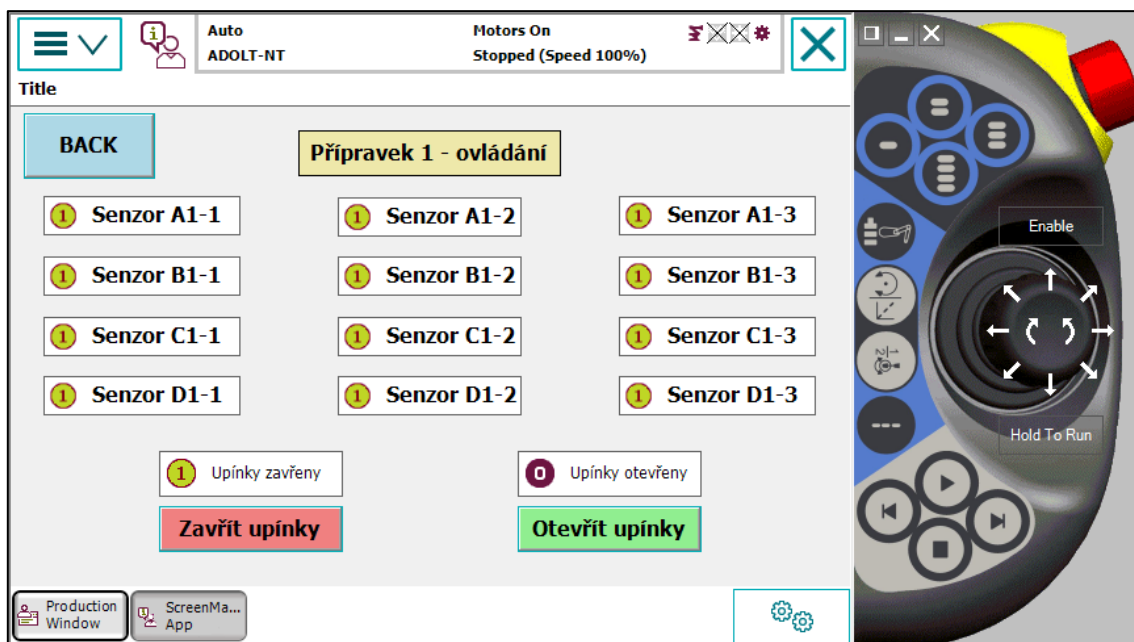 Auto
Motors On
ADOLT-NT
Stopped (Speed 100%)
Title
BACK
Přípravek 1 - ovládání
1 Senzor A1-1
1 Senzor A1-2
1 Senzor A1-3
1 Senzor B1-1
1 Senzor B1-2
1 Senzor B1-3
1 Senzor C1-1
1 Senzor C1-2
1 Senzor C1-3
1 Senzor D1-1
1 Senzor D1-2
1 Senzor D1-3
1 Upínky zavřeny
0 Upínky otevřeny
Zavřít upínky
Otevřít upínky
Production
Window
ScreenMa...
App
Enable
Hold To Run